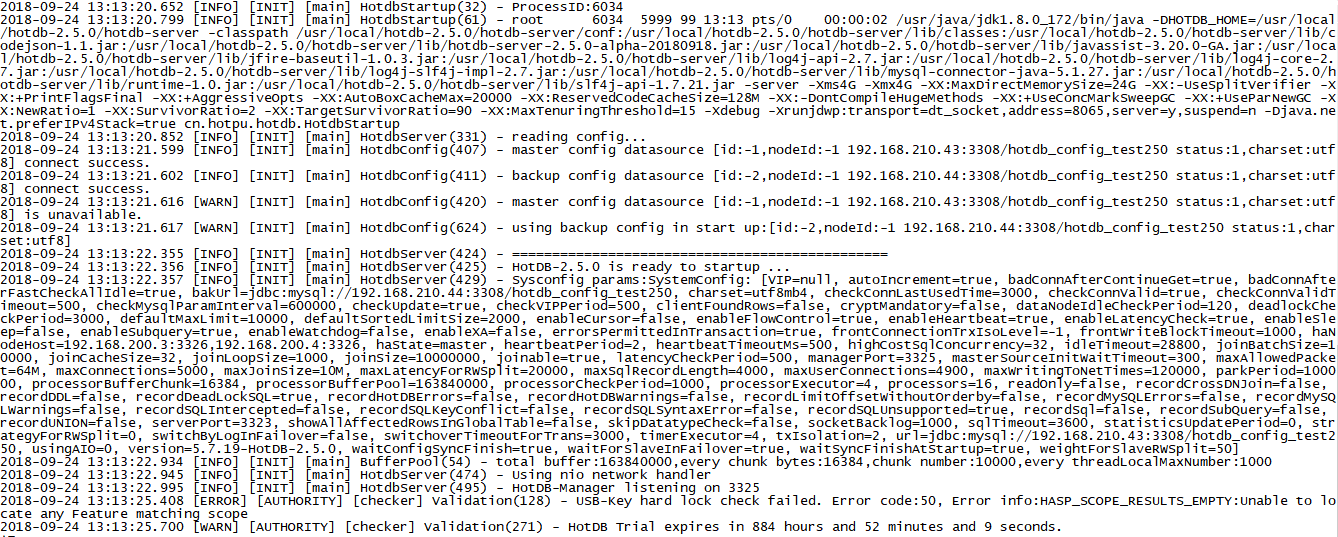 2018-09-24 13:13:20.652 [INFO] [INIT] [main] HotdbStartup(32) - ProcessID:6034
2018-09-24 13:13:20.799 [INFO] [INIT] [main] HotdbStartup(61) - root      6034  5999 99 13:13 pts/0    00:00:02 /usr/java/jdk1.8.0_172/bin/java -DHOTDB_HOME=/usr/loc
al/hotdb-2.5.0/hotdb-server -classpath /usr/local/hotdb-2.5.0/hotdb-server/conf:/usr/local/hotdb-2.5.0/hotdb-server/lib/classes:/usr/local/hotdb-2.5.0/hotdb-server/lib/c
odejson-1.1.jar:/usr/local/hotdb-2.5.0/hotdb-server/lib/hotdb-server-2.5.0-alpha-20180918.jar:/usr/local/hotdb-2.5.0/hotdb-server/lib/javassist-3.20.0-GA.jar:/usr/local/
hotdb-2.5.0/hotdb-server/lib/jfire-baseutil-1.0.3.jar:/usr/local/hotdb-2.5.0/hotdb-server/lib/log4j-api-2.7.jar:/usr/local/hotdb-2.5.0/hotdb-server/lib/log4j-core-2.
7.jar:/usr/local/hotdb-2.5.0/hotdb-server/lib/log4j-slf4j-impl-2.7.jar:/usr/local/hotdb-2.5.0/hotdb-server/lib/mysql-connector-java-5.1.27.jar:/usr/local/hotdb-2.5.0/h
otdb-server/lib/runtime-1.0.jar:/usr/local/hotdb-2.5.0/hotdb-server/lib/slf4j-api-1.7.21.jar -server -Xms4G -Xmx4G -XX:MaxDirectMemorySize=24G -XX:-UseSplitVerifier -X
X:+PrintFlagsFinal -XX:+AggressiveOpts -XX:AutoBoxCacheMax=20000 -XX:ReservedCodeCacheSize=128M -XX:-DontCompileHugeMethods -XX:+UseConcMarkSweepGC -XX:+UseParNewGC -XX
X:NewRatio=1 -XX:SurvivorRatio=2 -XX:TargetSurvivorRatio=90 -XX:MaxTenuringThreshold=15 -Xdebug -Xrunjdwp:transport=dt_socket,address=8065,server=y,suspend=n -Djava.ne
t.preferIPv4Stack=true cn.hotpu.hotdb.HotdbStartup
2018-09-24 13:13:20.852 [INFO] [INIT] [main] HotdbServer(331) - reading config...
2018-09-24 13:13:21.599 [INFO] [INIT] [main] HotdbConfig(407) - master config datasource [id:-1,nodeId:-1 192.168.210.43:3308/hotdb_config_test250 status:1,charset:utf
8] connect success.
2018-09-24 13:13:21.602 [INFO] [INIT] [main] HotdbConfig(411) - backup config datasource [id:-2,nodeId:-1 192.168.210.44:3308/hotdb_config_test250 status:1,charset:utf
8] connect success.
2018-09-24 13:13:21.616 [WARN] [INIT] [main] HotdbConfig(420) - master config datasource [id:-1,nodeId:-1 192.168.210.43:3308/hotdb_config_test250 status:1,charset:utf
8] is unavailable.
2018-09-24 13:13:21.617 [WARN] [INIT] [main] HotdbConfig(624) - using backup config in start up:[id:-2,nodeId:-1 192.168.210.44:3308/hotdb_config_test250 status:1,char
set:utf8]
2018-09-24 13:13:22.355 [INFO] [INIT] [main] HotdbServer(424) - ===============================================
2018-09-24 13:13:22.356 [INFO] [INIT] [main] HotdbServer(425) - HotDB-2.5.0 is ready to startup ...
2018-09-24 13:13:22.357 [INFO] [INIT] [main] HotdbServer(429) - Sysconfig params:SystemConfig: [VIP=null, autoIncrement=true, badConnAfterContinueGet=true, badConnAfte
rFastCheckAllIdle=true, bakUrl=jdbc:mysql://192.168.210.44:3308/hotdb_config_test250, charset=utf8mb4, checkConnLastUsedTime=3000, checkConnValid=true, checkConnValidT
imeout=500, checkMysqlParamInterval=600000, checkUpdate=true, checkVIPPeriod=500, clientFoundRows=false, cryptMandatory=false, dataNodeIdleCheckPeriod=120, deadlockChe
ckPeriod=3000, defaultMaxLimit=10000, defaultSortedLimitSize=2000, enableCursor=false, enableFlowControl=true, enableHeartbeat=true, enableLatencyCheck=true, enableSle
ep=false, enableSubquery=true, enableWatchdog=false, enableXA=false, errorsPermittedInTransaction=true, frontConnectionTrxIsoLevel=-1, frontWriteBlockTimeout=1000, haN
odeHost=192.168.200.3:3326,192.168.200.4:3326, haState=master, heartbeatPeriod=2, heartbeatTimeoutMs=500, highCostSqlConcurrency=32, idleTimeout=28800, joinBatchSize=1
0000, joinCacheSize=32, joinLoopSize=1000, joinSize=10000000, joinable=true, latencyCheckPeriod=500, managerPort=3325, masterSourceInitWaitTimeout=300, maxAllowedPacke
t=64M, maxConnections=5000, maxJoinSize=10M, maxLatencyForRWSplit=20000, maxSqlRecordLength=4000, maxUserConnections=4900, maxWritingToNetTimes=120000, parkPeriod=1000
00, processorBufferChunk=16384, processorBufferPool=163840000, processorCheckPeriod=1000, processorExecutor=4, processors=16, readOnly=false, recordCrossDNJoin=false,
recordDDL=false, recordDeadLockSQL=true, recordHotDBErrors=false, recordHotDBWarnings=false, recordLimitOffsetWithoutOrderby=false, recordMySQLErrors=false, recordMySQ
LWarnings=false, recordSQLIntercepted=false, recordSQLKeyConflict=false, recordSQLSyntaxError=false, recordSQLUnsupported=true, recordSql=false, recordSubQuery=false,
recordUNION=false, serverPort=3323, showAllAffectedRowsInGlobalTable=false, skipDatatypeCheck=false, socketBacklog=1000, sqlTimeout=3600, statisticsUpdatePeriod=0, str
ategyForRWSplit=0, switchByLogInFailover=false, switchoverTimeoutForTrans=3000, timerExecutor=4, txIsolation=2, url=jdbc:mysql://192.168.210.43:3308/hotdb_config_test2
50, usingAIO=0, version=5.7.19-HotDB-2.5.0, waitConfigSyncFinish=true, waitForSlaveInFailover=true, waitSyncFinishAtStartup=true, weightForSlaveRWSplit=50]
2018-09-24 13:13:22.934 [INFO] [INIT] [main] BufferPool(54) - total buffer:163840000,every chunk bytes:16384,chunk number:10000,every threadLocalMaxNumber:1000
2018-09-24 13:13:22.945 [INFO] [INIT] [main] HotdbServer(474) - Using nio network handler
2018-09-24 13:13:22.995 [INFO] [INIT] [main] HotdbServer(495) - HotDB-Manager listening on 3325
2018-09-24 13:13:25.408 [ERROR] [AUTHORITY] [checker] Validation(128) - USB-Key hard lock check failed. Error code:50, Error info:HASP_SCOPE_RESULTS_EMPTY:Unable to lo
cate any Feature matching scope
2018-09-24 13:13:25.700 [WARN] [AUTHORITY] [checker] Validation(271) - HotDB Trial expires in 884 hours and 52 minutes and 9 seconds.